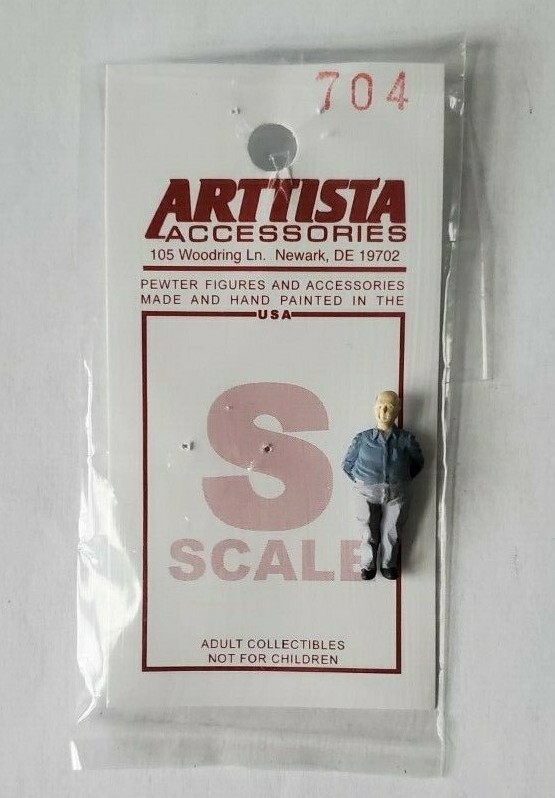 704
ARTTISTA
ACCESSORIES
105 Woodring Ln. Newark, DE 19702
PEWTER FIGURES AND ACCESSORIES
MADE AND HAND PAINTED IN THE
USA
S
SCALE
ADULT COLLECTIBLES
NOT FOR CHILDREN